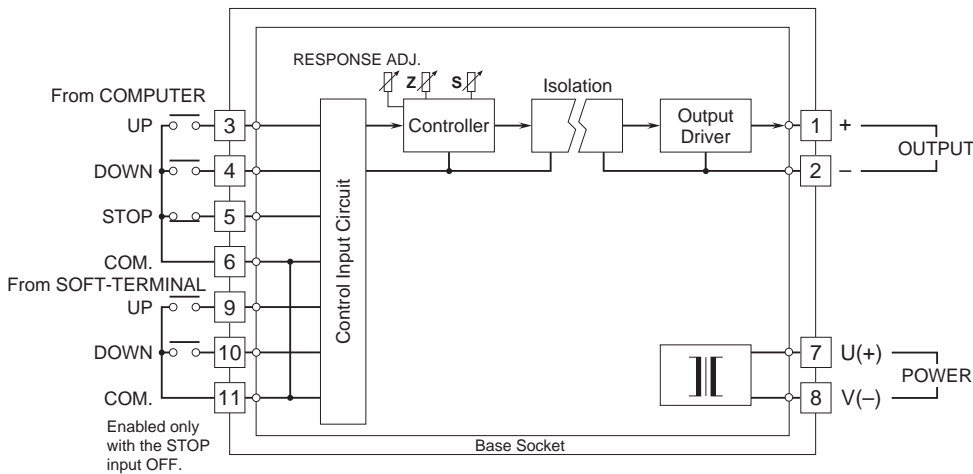 RESPONSE ADJ.
Z
S
Isolation
From COMPUTER
UP
3
Controller
Output
Driver
1
+
OUTPUT
DOWN
4
2
–
STOP
5
Control Input Circuit
COM.
6
From SOFT-TERMINAL
UP
9
DOWN
10
7
U(+)
POWER
COM.
11
8
V(–)
Enabled only
with the STOP
input OFF.
Base Socket